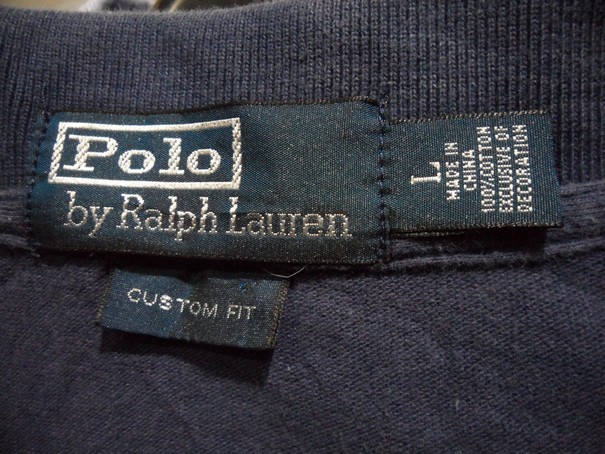 Polo
by Ralph Lauren
CUSTOM FIT
L
MADE IN
CHINA
100% COTTON
EXCLUSIVE OF
DECORATION